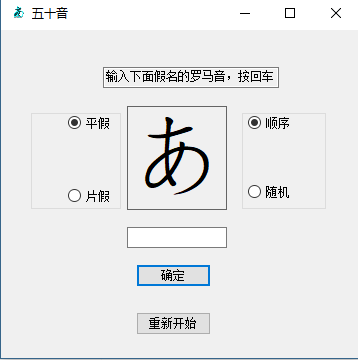 五十音
输入下面假名的罗马音，按回车
平假
片假
あ
顺序
随机
确定
重新开始